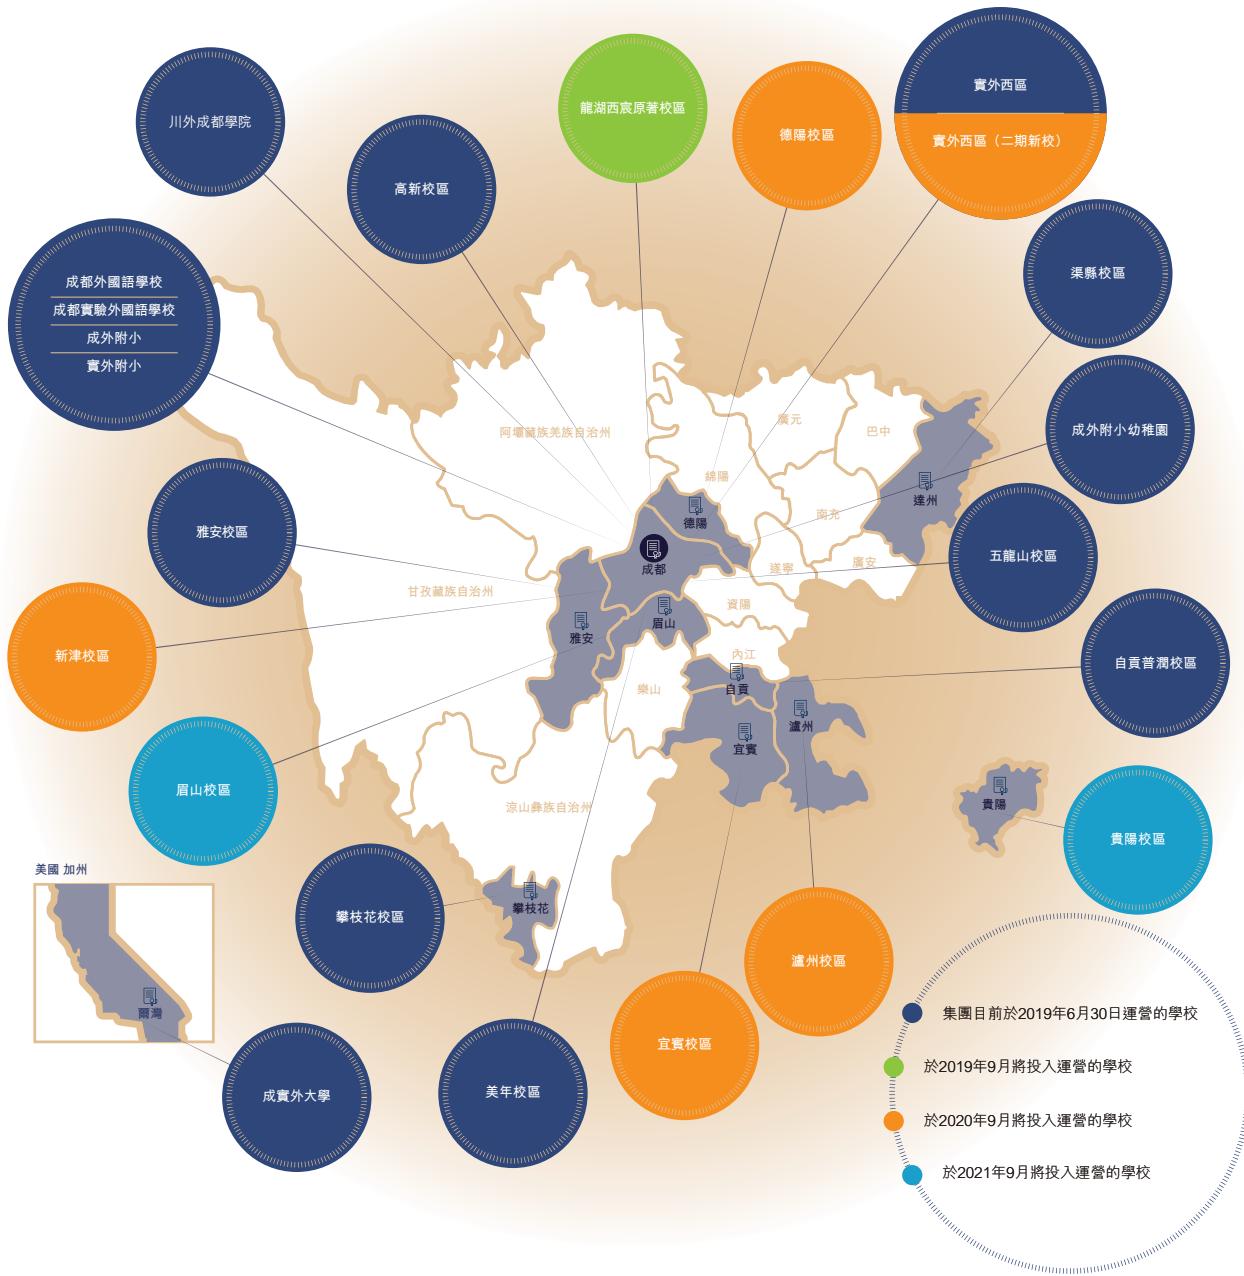 川外成都學院
高新校區
龍湖西宸原著校區
德陽校區
實外西區
實外西區（二期新校）
成都外國語學校
成都實驗外國語學校
成外附小
實外附小
渠縣校區
成外附小幼稚園
雅安校區
五龍山校區
新津校區
自貢普潤校區
眉山校區
貴陽校區
攀枝花校區
瀘州校區
宜賓校區
美年校區
成實外大學
阿壩藏族羌族自治州
廣元
巴中
綿陽
達州
德陽
南充
成都
遂寧
廣安
甘孜藏族自治州
資陽
眉山
雅安
內江
樂山
自貢
瀘州
宜賓
涼山彝族自治州
貴陽
攀枝花
美國 加州
爾灣
集團目前於2019年6月30日運營的學校
於2019年9月將投入運營的學校
於2020年9月將投入運營的學校
於2021年9月將投入運營的學校